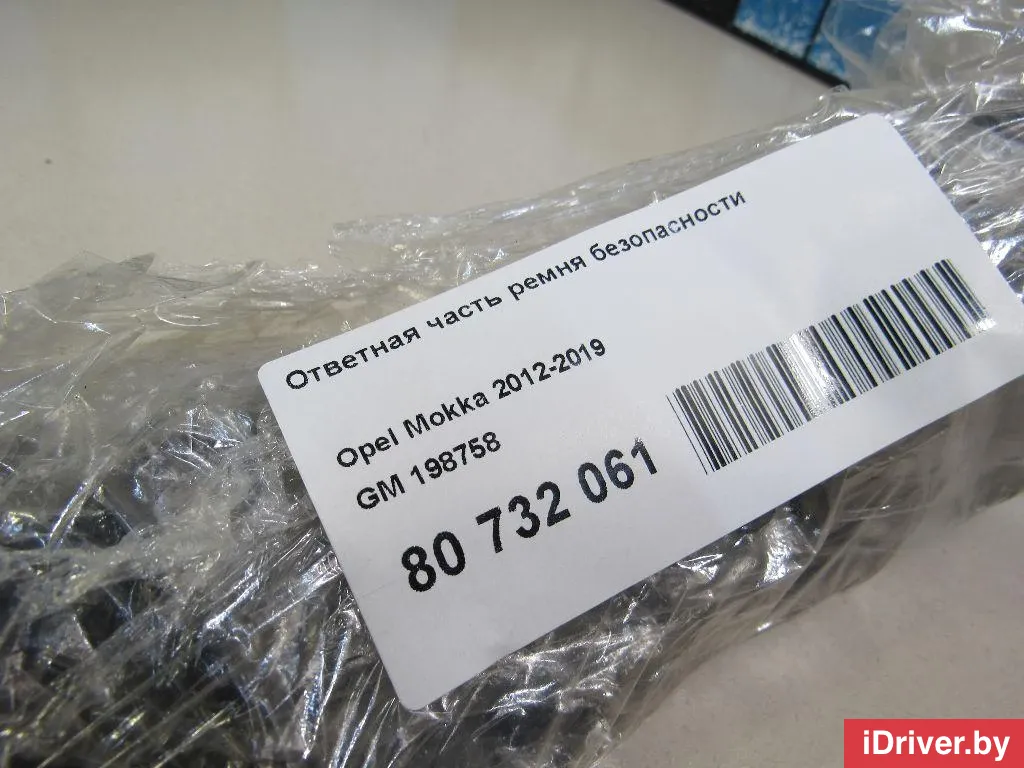 Ответная часть ремня безопасности
Opel Mokka 2012-2019
GM 198758
80 732 061
iDriver.by